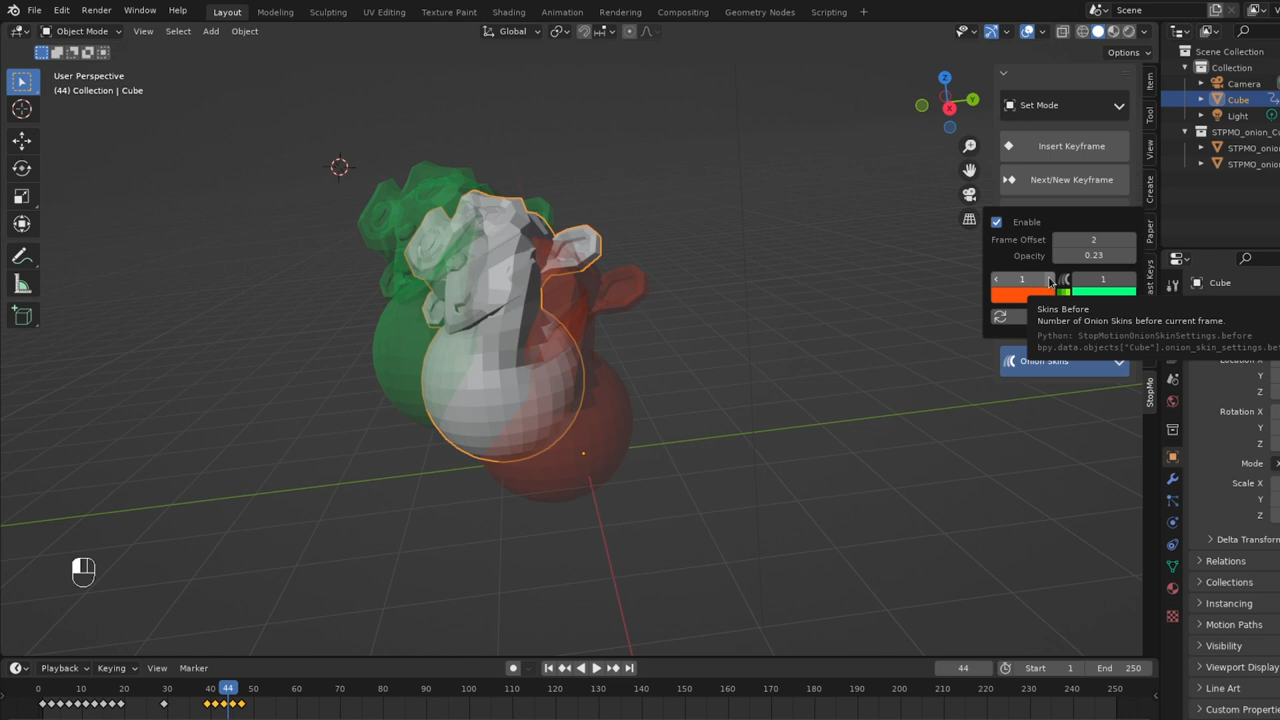 File Edit Render Window Help Layout Modeling Sculpting UV Editing Texture Paint Shading Animation Rendering Compositing Geometry Nodes Scripting + Scene
Object Mode View Select Add Object Global
Options
User Perspective
(44) Collection | Cube
Z
Y
X
Set Mode
Insert Keyframe
Next/New Keyframe
Enable
Frame Offset 2
Opacity 0.23
1 1
Skins Before
Number of Onion Skins before current frame.
Python: StopMotionOnionSkinSettings.before
bpy.data.objects["Cube"].onion_skin_settings.be
Onion Skins
Item
Tool
View
Create
Paper
ast Keys
StopMo
Scene Collection
Collection
Camera
Cube
Light
STPMO_onion_Cu
STPMO_onion
STPMO_onion
Cube
Location X
Y
Z
Rotation X
Y
Z
Mode
Scale X
Y
Z
Delta Transform
Relations
Collections
Instancing
Motion Paths
Visibility
Viewport Display
Line Art
Custom Properti
Playback Keying View Marker 44 Start 1 End 250
0 10 20 30 40 44 50 60 70 80 90 100 110 120 130 140 150 160 170 180 190 200 210 220 230 240 250